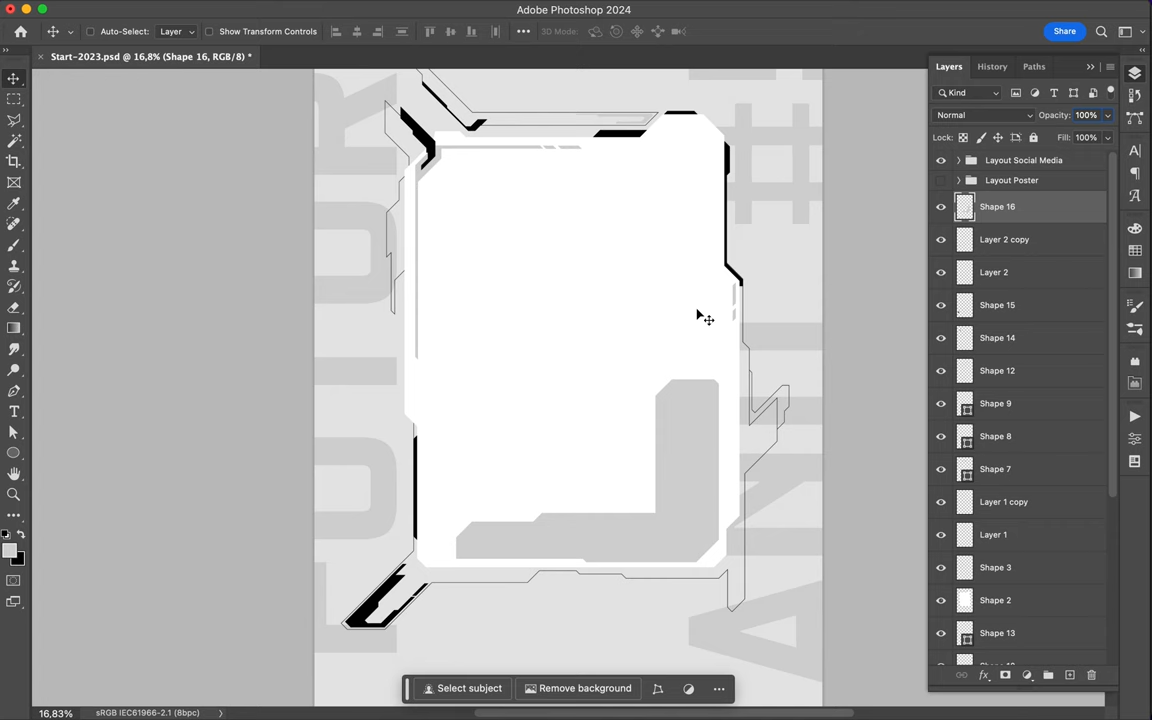 Adobe Photoshop 2024
Auto-Select: Layer Show Transform Controls 3D Mode: Share
Start-2023.psd @ 16,8% (Shape 16, RGB/8) *
Layers History Paths
Kind
Normal Opacity: 100%
Lock: Fill: 100%
Layout Social Media
Layout Poster
Shape 16
Layer 2 copy
Layer 2
Shape 15
Shape 14
Shape 12
Shape 9
Shape 8
Shape 7
Layer 1 copy
Layer 1
Shape 3
Shape 2
Shape 13
Select subject Remove background
16,83% sRGB IEC61966-2.1 (8bpc)